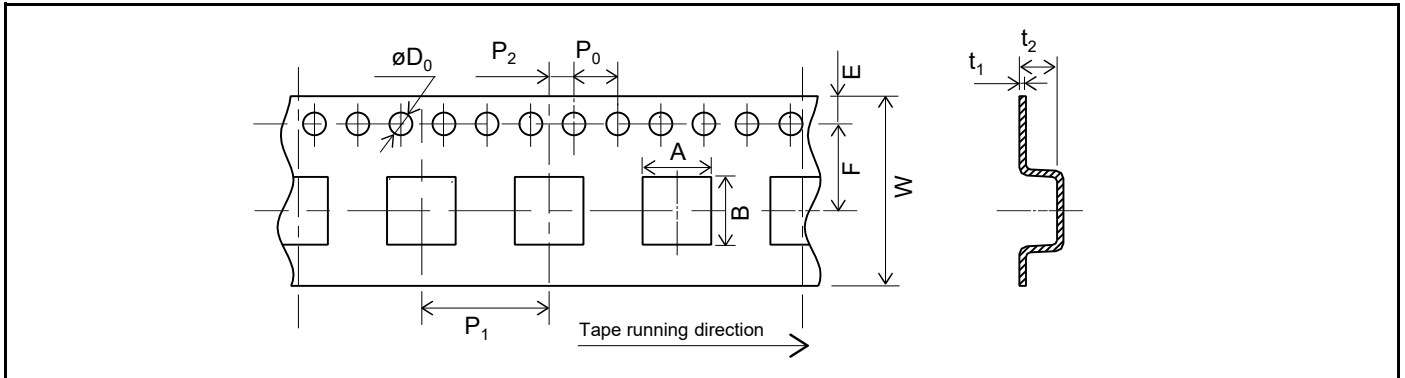 t₂
P₂
P₀
øD₀
t₁
E
A
F
W
B
P₁
Tape running direction